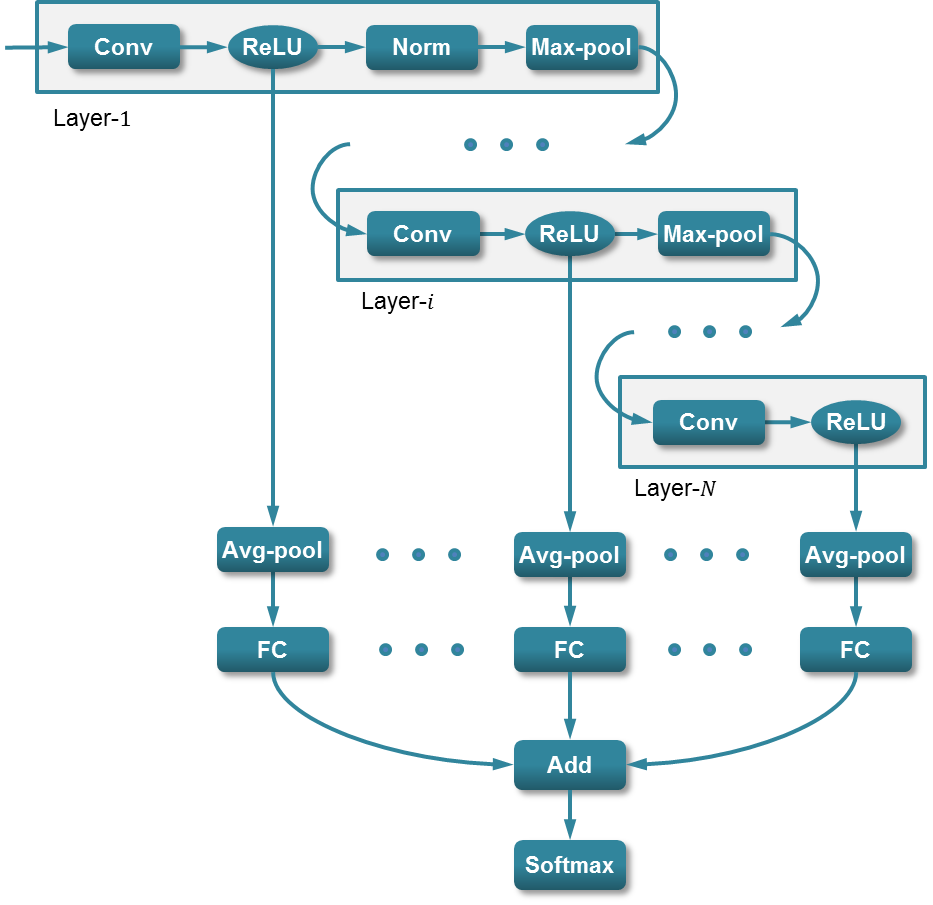 Conv ReLU Norm Max-pool
Layer-1
Conv ReLU Max-pool
Layer-i
Conv ReLU
Layer-N
Avg-pool Avg-pool Avg-pool
FC FC FC
Add
Softmax